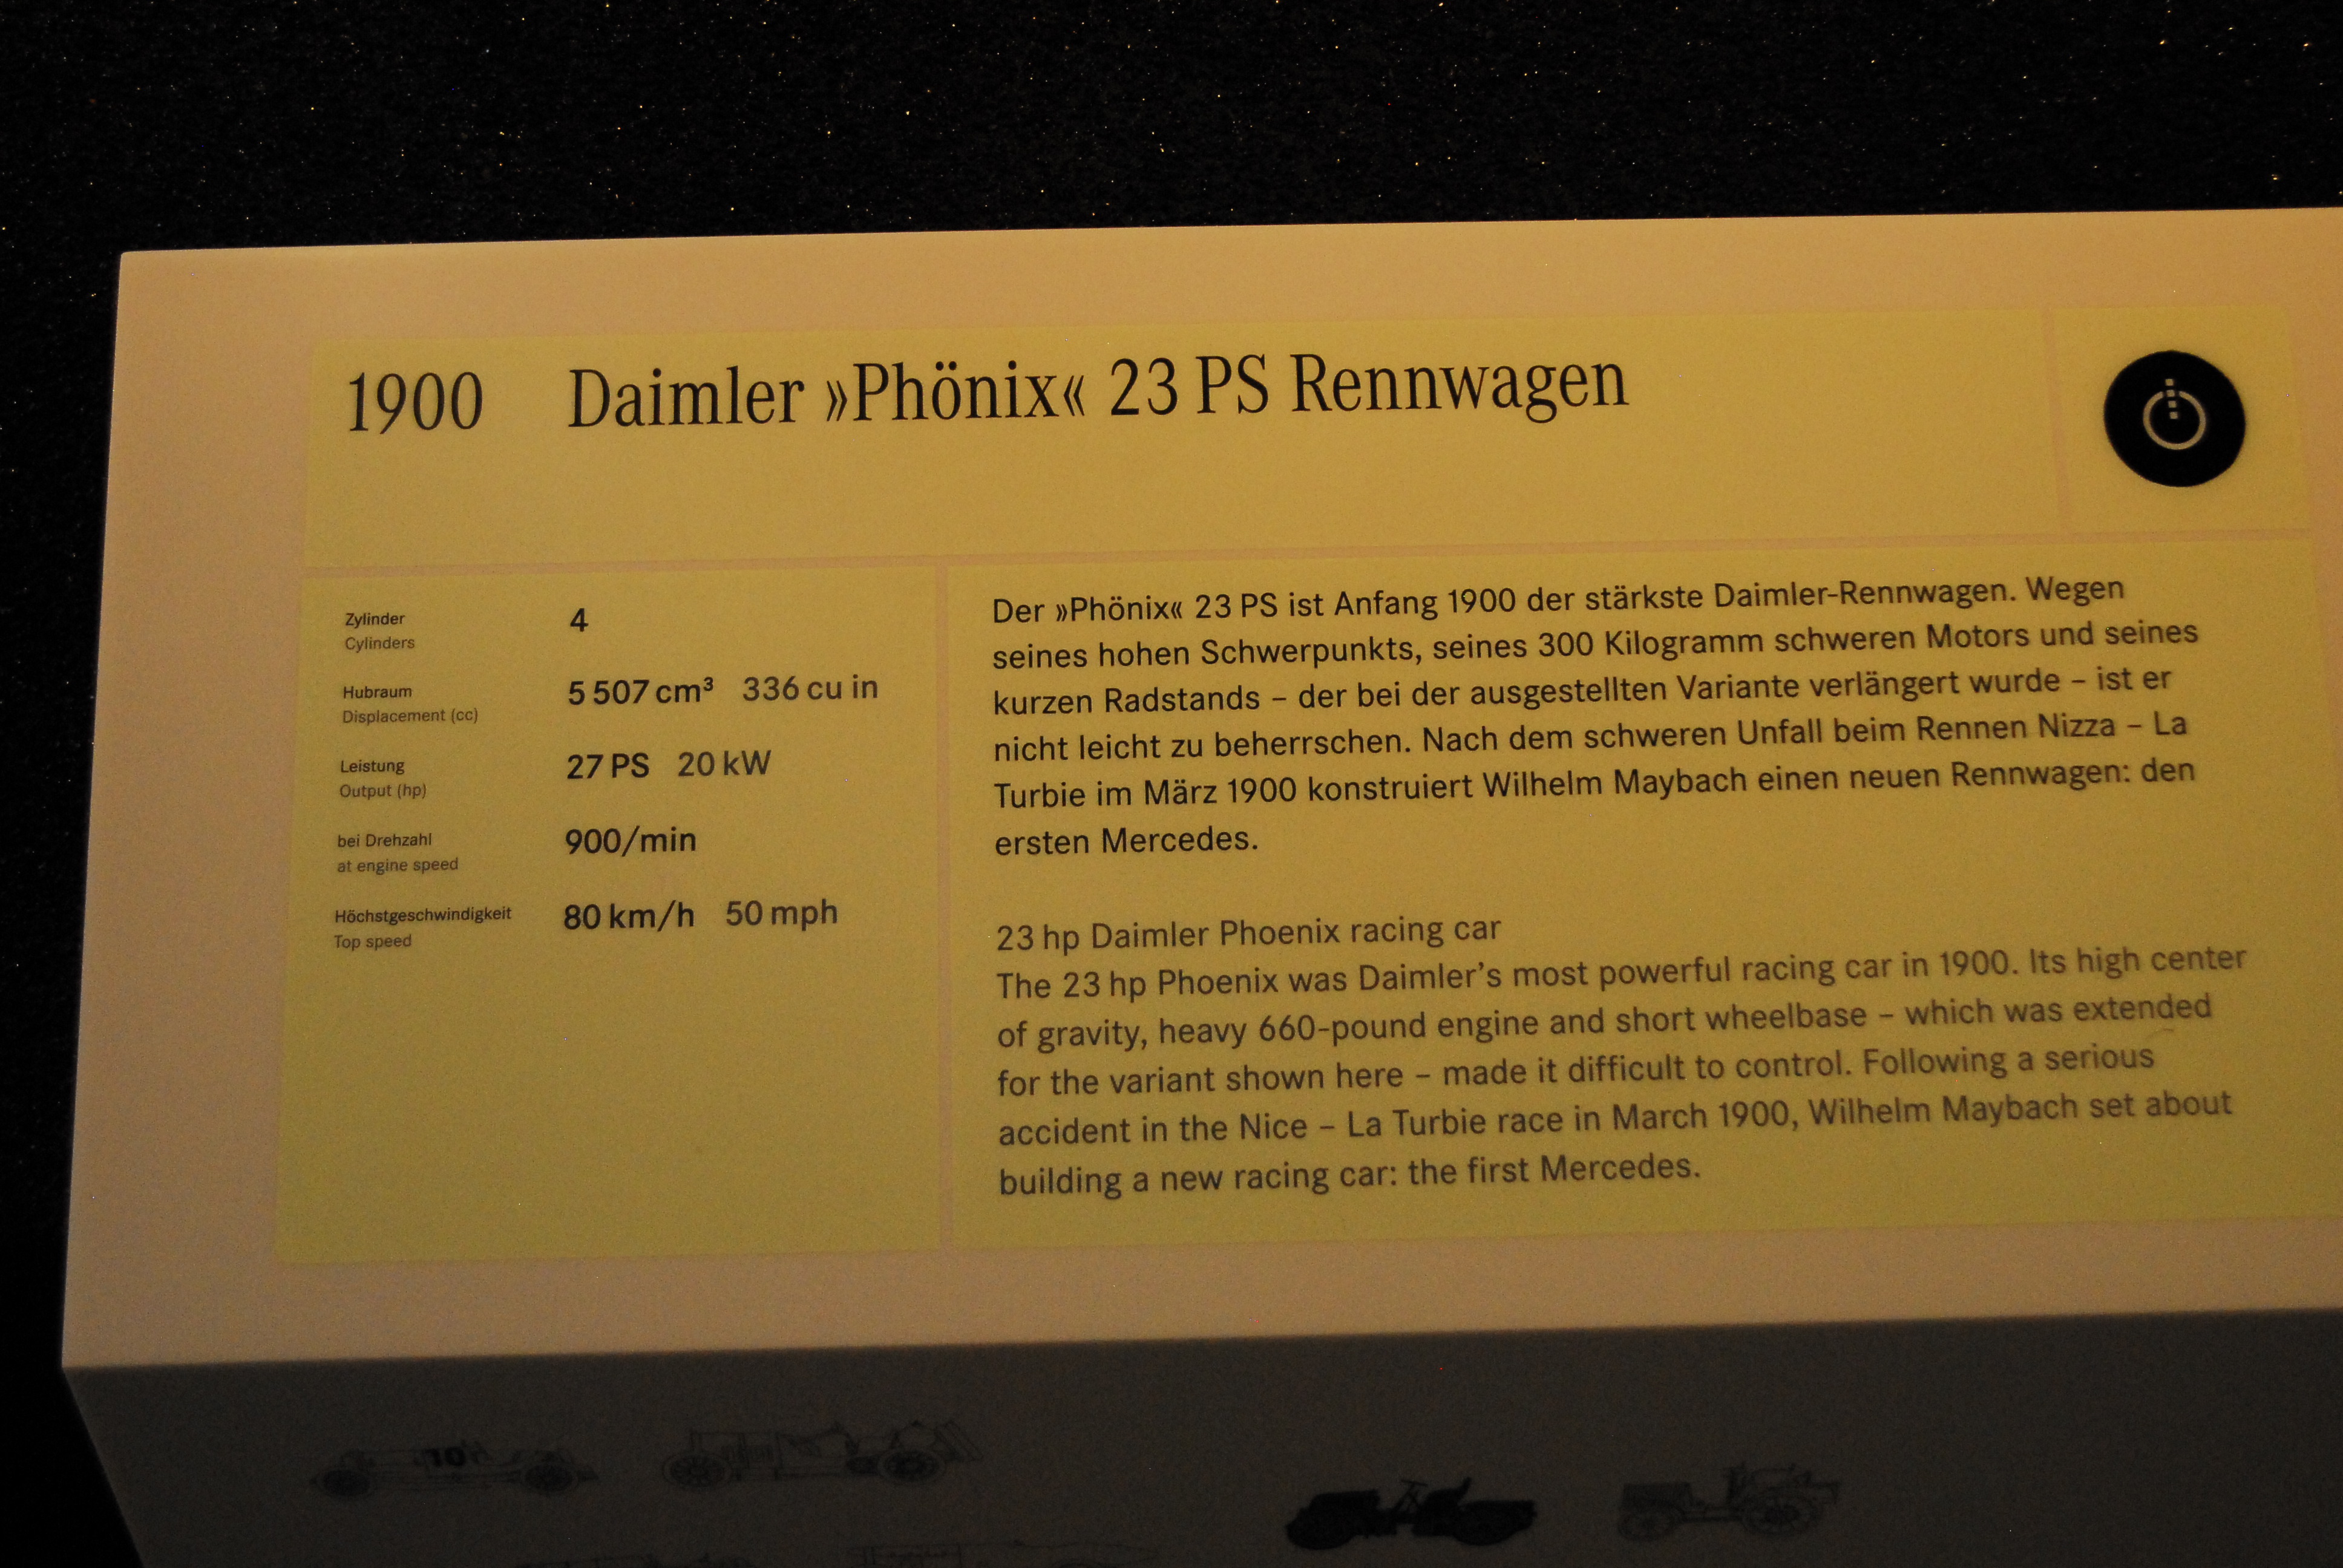 1900 Daimler »Phönix« 23 PS Rennwagen
Zylinder 4
Cylinders
Hubraum 5 507 cm³ 336 cu in
Displacement (cc)
Leistung 27 PS 20 kW
Output (hp)
bei Drehzahl 900/min
at engine speed
Höchstgeschwindigkeit 80 km/h 50 mph
Top speed
Der »Phönix« 23 PS ist Anfang 1900 der stärkste Daimler-Rennwagen. Wegen
seines hohen Schwerpunkts, seines 300 Kilogramm schweren Motors und seines
kurzen Radstands – der bei der ausgestellten Variante verlängert wurde – ist er
nicht leicht zu beherrschen. Nach dem schweren Unfall beim Rennen Nizza – La
Turbie im März 1900 konstruiert Wilhelm Maybach einen neuen Rennwagen: den
ersten Mercedes.
23 hp Daimler Phoenix racing car
The 23 hp Phoenix was Daimler's most powerful racing car in 1900. Its high center
of gravity, heavy 660-pound engine and short wheelbase – which was extended
for the variant shown here – made it difficult to control. Following a serious
accident in the Nice – La Turbie race in March 1900, Wilhelm Maybach set about
building a new racing car: the first Mercedes.